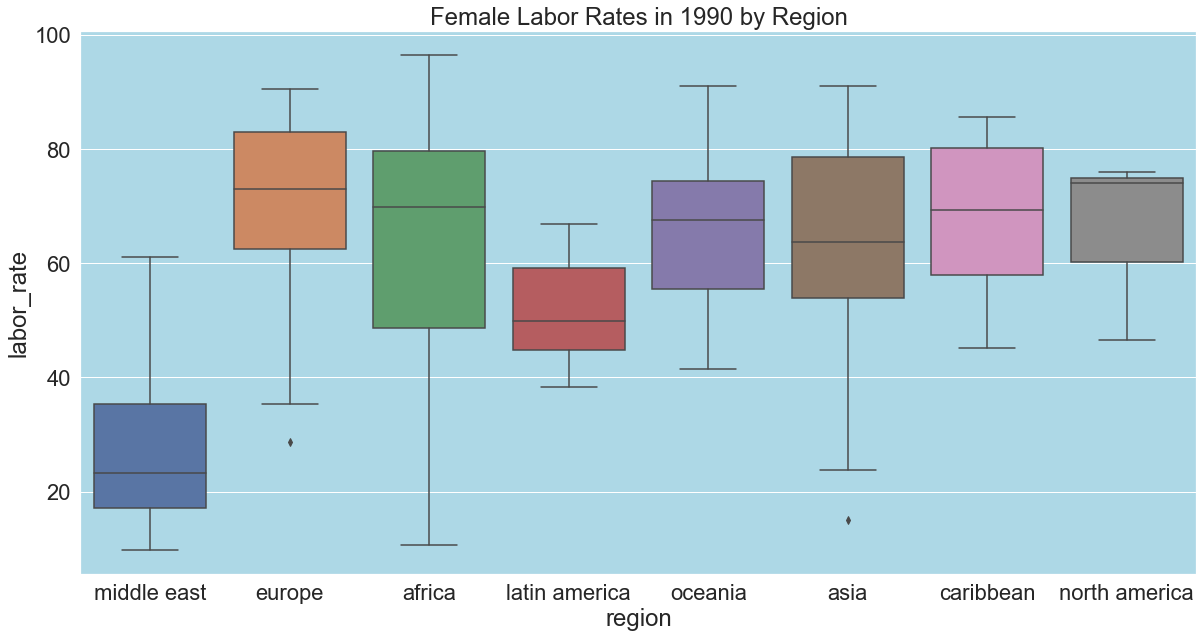 Female Labor Rates in 1990 by Region
100
80
60
40
20
labor_rate
middle east europe africa latin america oceania asia caribbean north america
region